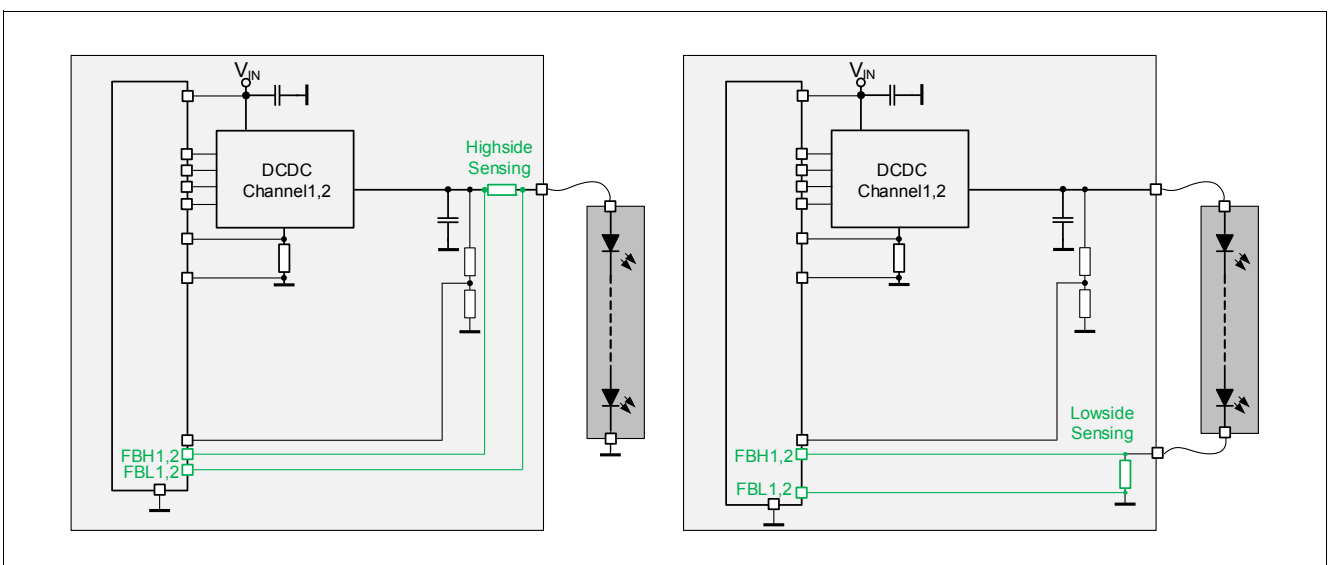 VIN
DCDC
Channel1,2
Highside
Sensing
FBH1,2
FBL1,2
VIN
DCDC
Channel1,2
Lowside
Sensing
FBH1,2
FBL1,2